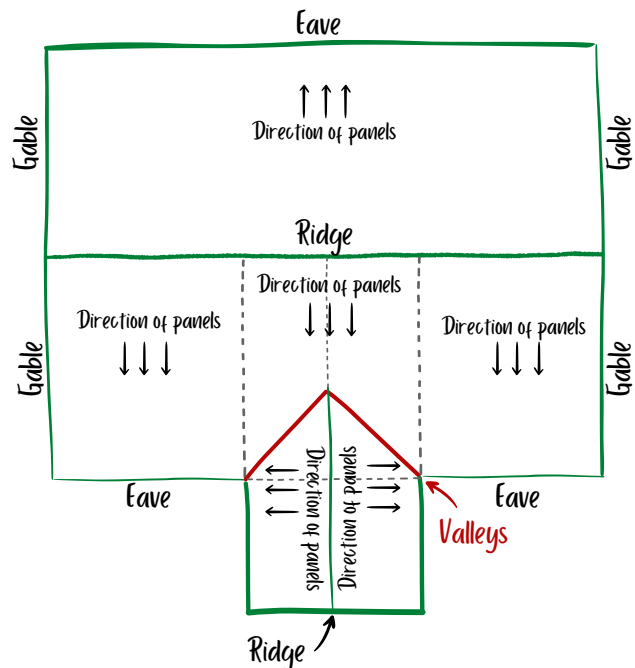 Eave
Gable
Direction of panels
Gable
Ridge
Direction of panels
Direction of panels
Direction of panels
Gable
Gable
Direction of panels
Direction of panels
Eave
Eave
Valleys
Ridge